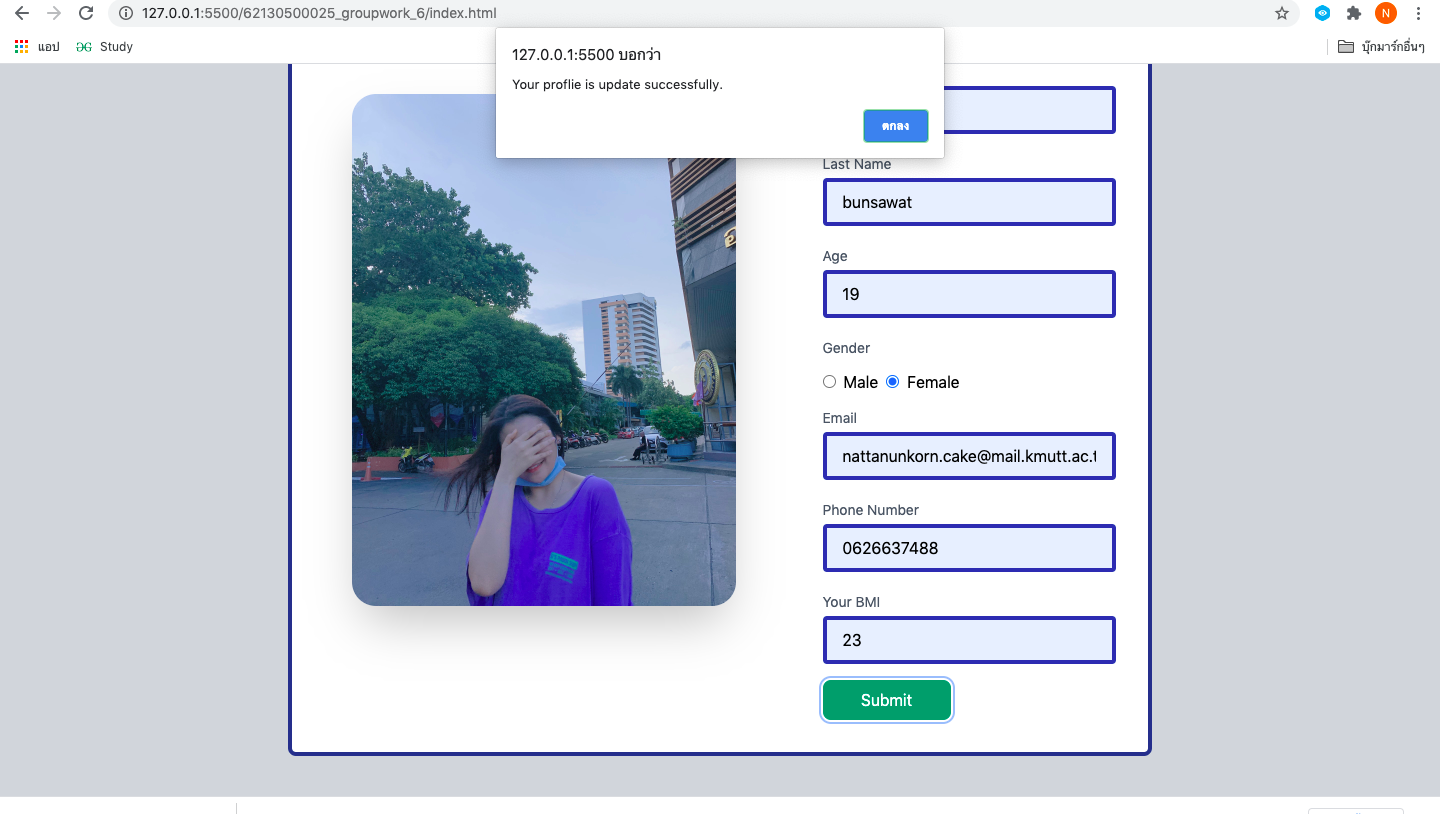 127.0.0.1:5500/62130500025_groupwork_6/index.html
N
แอป
Study
บุ๊กมาร์กอื่นๆ
127.0.0.1:5500 บอกว่า
Your proflie is update successfully.
ตกลง
Last Name
bunsawat
Age
19
Gender
Male
Female
Email
nattanunkorn.cake@mail.kmutt.ac.t
Phone Number
0626637488
Your BMI
23
Submit